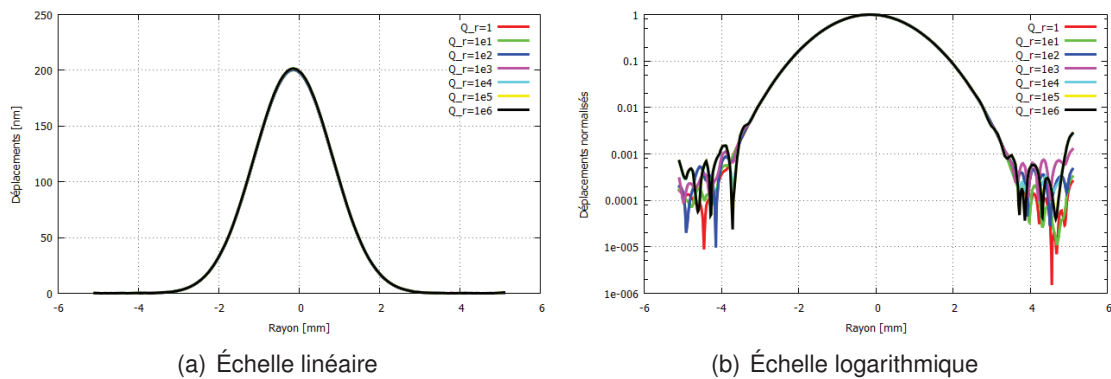 250
200
150
100
50
0
Déplacements [nm]
-6 -4 -2 0 2 4 6
Rayon [mm]
Q_r=1
Q_r=1e1
Q_r=1e2
Q_r=1e3
Q_r=1e4
Q_r=1e5
Q_r=1e6
(a) Échelle linéaire
1
0.1
0.01
0.001
0.0001
1e-005
1e-006
Déplacements normalisés
-6 -4 -2 0 2 4 6
Rayon [mm]
Q_r=1
Q_r=1e1
Q_r=1e2
Q_r=1e3
Q_r=1e4
Q_r=1e5
Q_r=1e6
(b) Échelle logarithmique